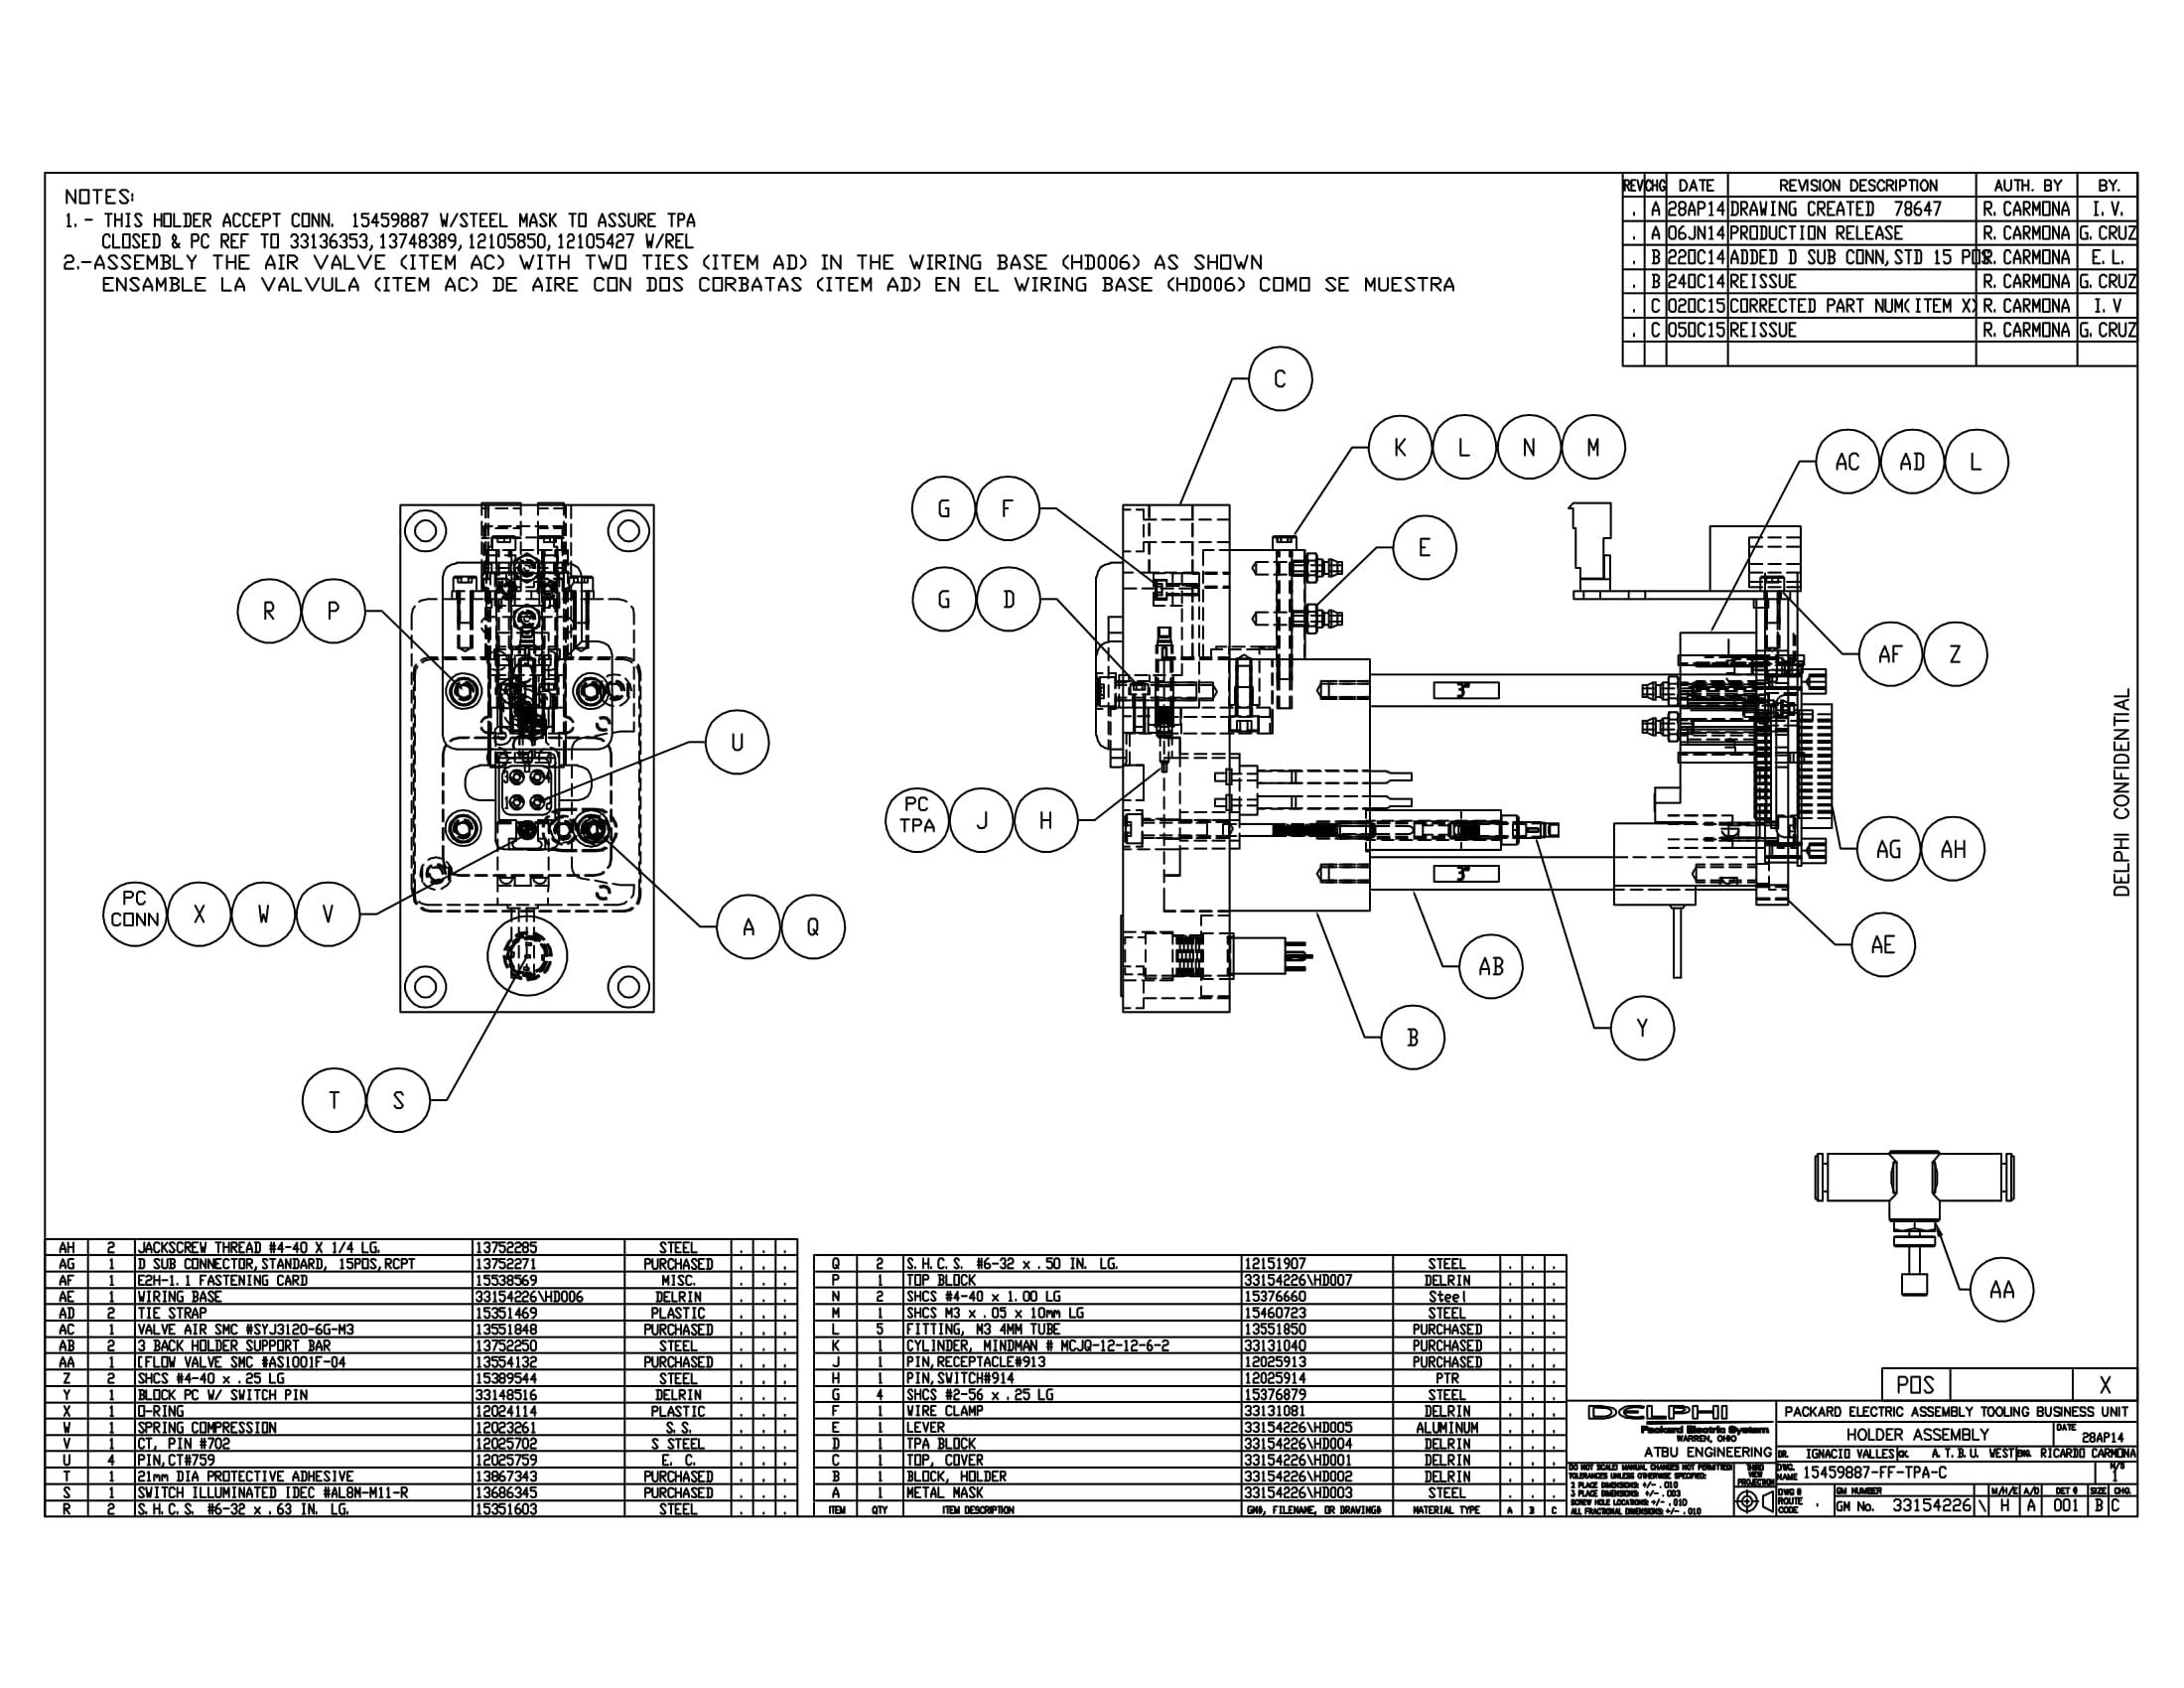 NOTES:
1.- THIS HOLDER ACCEPT CONN. 15459887 W/STEEL MASK TO ASSURE TPA
CLOSED & PC REF TO 33136353,13748389,12105850,12105427 W/REL
2.-ASSEMBLY THE AIR VALVE (ITEM AC) WITH TWO TIES (ITEM AD) IN THE WIRING BASE (HD006) AS SHOWN
ENSAMBLE LA VALVULA (ITEM AC) DE AIRE CON DOS CORBATAS (ITEM AD) EN EL WIRING BASE (HD006) COMO SE MUESTRA
REV CHG DATE REVISION DESCRIPTION AUTH. BY BY.
. A 28AP14 DRAWING CREATED 78647 R. CARMONA I. V.
. A 06JN14 PRODUCTION RELEASE R. CARMONA G. CRUZ
. B 22OC14 ADDED D SUB CONN,STD 15 POS R. CARMONA E. L.
. B 24OC14 REISSUE R. CARMONA G. CRUZ
. C 02OC15 CORRECTED PART NUM(ITEM X) R. CARMONA I. V
. C 05OC15 REISSUE R. CARMONA G. CRUZ
C
K L N M
AC AD L
G F
E
G D
R P
AF Z
3"
U
PC TPA J H
AG AH
3"
PC CONN X W V
A Q
AE
AB
Y
B
T S
AA
3 4
1 2
DELPHI CONFIDENTIAL
AH 2 JACKSCREW THREAD #4-40 X 1/4 LG. 13752285 STEEL . . .
AG 1 D SUB CONNECTOR,STANDARD, 15POS,RCPT 13752271 PURCHASED . . .
AF 1 E2H-1.1 FASTENING CARD 15538569 MISC. . . .
AE 1 WIRING BASE 33154226\HD006 DELRIN . . .
AD 2 TIE STRAP 15351469 PLASTIC . . .
AC 1 VALVE AIR SMC #SYJ3120-6G-M3 13551848 PURCHASED . . .
AB 2 3 BACK HOLDER SUPPORT BAR 13752250 STEEL . . .
AA 1 [FLOW VALVE SMC #AS1001F-04 13554132 PURCHASED . . .
Z 2 SHCS #4-40 x .25 LG 15389544 STEEL . . .
Y 1 BLOCK PC W/ SWITCH PIN 33148516 DELRIN . . .
X 1 O-RING 12024114 PLASTIC . . .
W 1 SPRING COMPRESSION 12023261 S. S. . . .
V 1 CT, PIN #702 12025702 S STEEL . . .
U 4 PIN,CT#759 12025759 E. C. . . .
T 1 21mm DIA PROTECTIVE ADHESIVE 13867343 PURCHASED . . .
S 1 SWITCH ILLUMINATED IDEC #AL8M-M11-R 13686345 PURCHASED . . .
R 2 S.H.C.S. #6-32 x .63 IN. LG. 15351603 STEEL . . .
Q 2 S.H.C.S. #6-32 x .50 IN. LG. 12151907 STEEL . . .
P 1 TOP BLOCK 33154226\HD007 DELRIN . . .
N 2 SHCS #4-40 x 1.00 LG 15376660 Steel . . .
M 1 SHCS M3 x .05 x 10mm LG 15460723 STEEL . . .
L 5 FITTING, M3 4MM TUBE 13551850 PURCHASED . . .
K 1 CYLINDER, MINDMAN # MCJQ-12-12-6-2 33131040 PURCHASED . . .
J 1 PIN,RECEPTACLE#913 12025913 PURCHASED . . .
H 1 PIN,SWITCH#914 12025914 PTR . . .
G 4 SHCS #2-56 x .25 LG 15376879 STEEL . . .
F 1 WIRE CLAMP 33131081 DELRIN . . .
E 1 LEVER 33154226\HD005 ALUMINUM . . .
D 1 TPA BLOCK 33154226\HD004 DELRIN . . .
C 1 TOP, COVER 33154226\HD001 DELRIN . . .
B 1 BLOCK, HOLDER 33154226\HD002 DELRIN . . .
A 1 METAL MASK 33154226\HD003 STEEL . . .
ITEM QTY ITEM DESCRIPTION GM#, FILENAME, OR DRAWING# MATERIAL TYPE A B C
POS X
DELPHI
Packard Electric Systems
WARREN, OHIO
ATBU ENGINEERING
PACKARD ELECTRIC ASSEMBLY TOOLING BUSINESS UNIT
HOLDER ASSEMBLY DATE 28AP14
DR. IGNACIO VALLES CK. A.T.B.U. WEST ENG. RICARDO CARMONA
DO NOT SCALE! MANUAL CHANGES NOT PERMITTED!
TOLERANCES UNLESS OTHERWISE SPECIFIED:
2 PLACE DIMENSIONS: +/- .010
3 PLACE DIMENSIONS: +/- .003
SCREW HOLE LOCATIONS: +/- .010
ALL FRACTIONAL DIMENSIONS: +/- .010
THIRD VIEW PROJECTION
DWG. NAME 15459887-FF-TPA-C 1
DWG # ROUTE CODE .
GM NUMBER M/H/E A/D DET # SIZE CHG.
GM No. 33154226\ H A 001 B C